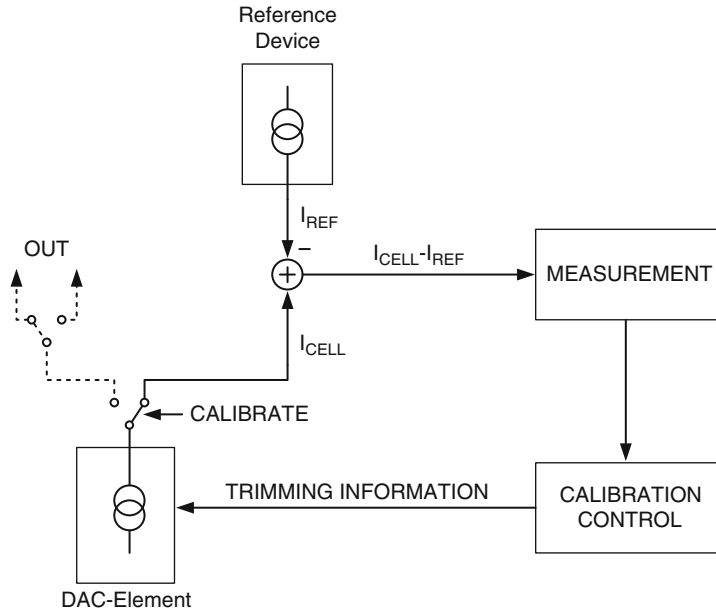 Reference
Device
I_REF
−
+
I_CELL-I_REF
MEASUREMENT
OUT
I_CELL
CALIBRATE
TRIMMING INFORMATION
CALIBRATION
CONTROL
DAC-Element